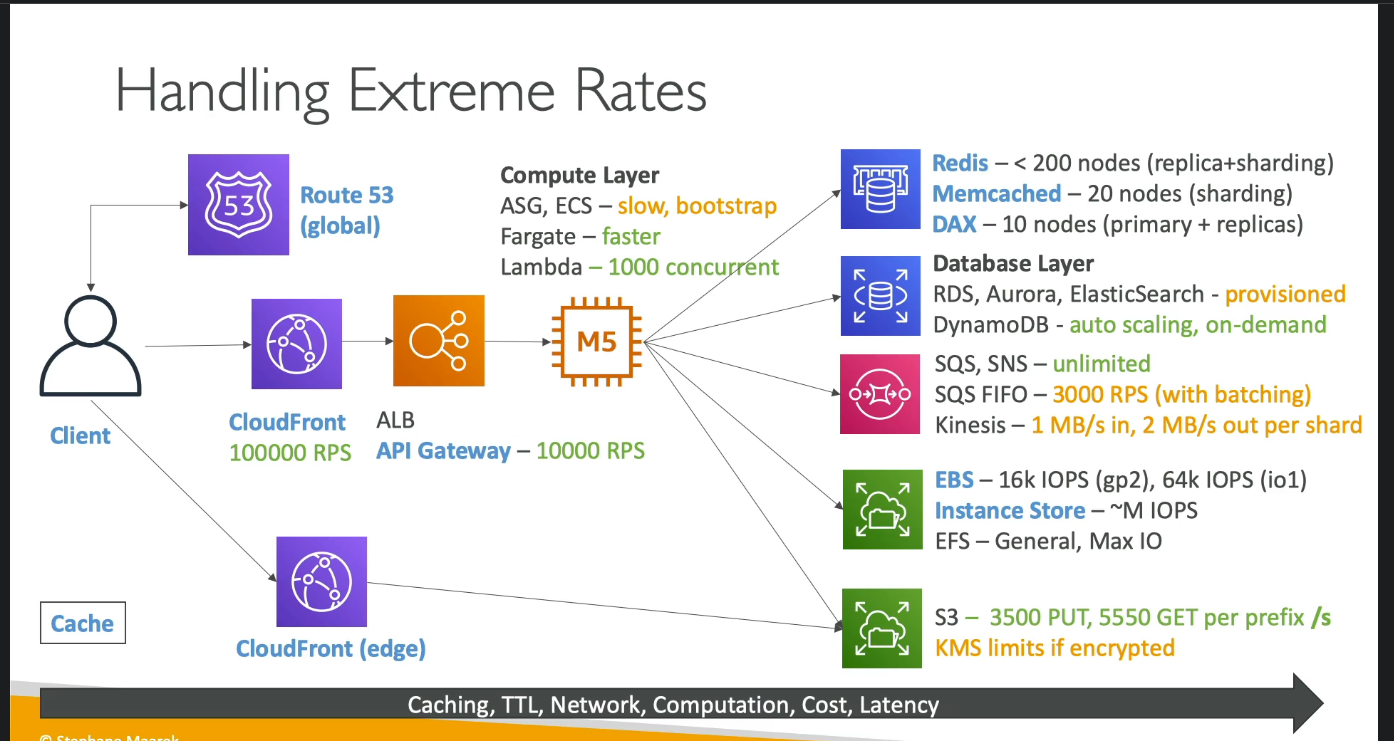 Handling Extreme Rates
53
Route 53
(global)
Compute Layer
ASG, ECS – slow, bootstrap
Fargate – faster
Lambda – 1000 concurrent
Redis – < 200 nodes (replica+sharding)
Memcached – 20 nodes (sharding)
DAX – 10 nodes (primary + replicas)
Database Layer
RDS, Aurora, ElasticSearch - provisioned
DynamoDB - auto scaling, on-demand
M5
SQS, SNS – unlimited
SQS FIFO – 3000 RPS (with batching)
Kinesis – 1 MB/s in, 2 MB/s out per shard
Client
CloudFront
100000 RPS
ALB
API Gateway – 10000 RPS
EBS – 16k IOPS (gp2), 64k IOPS (io1)
Instance Store – ~M IOPS
EFS – General, Max IO
Cache
CloudFront (edge)
S3 – 3500 PUT, 5550 GET per prefix /s
KMS limits if encrypted
Caching, TTL, Network, Computation, Cost, Latency
© Stephane Maarek